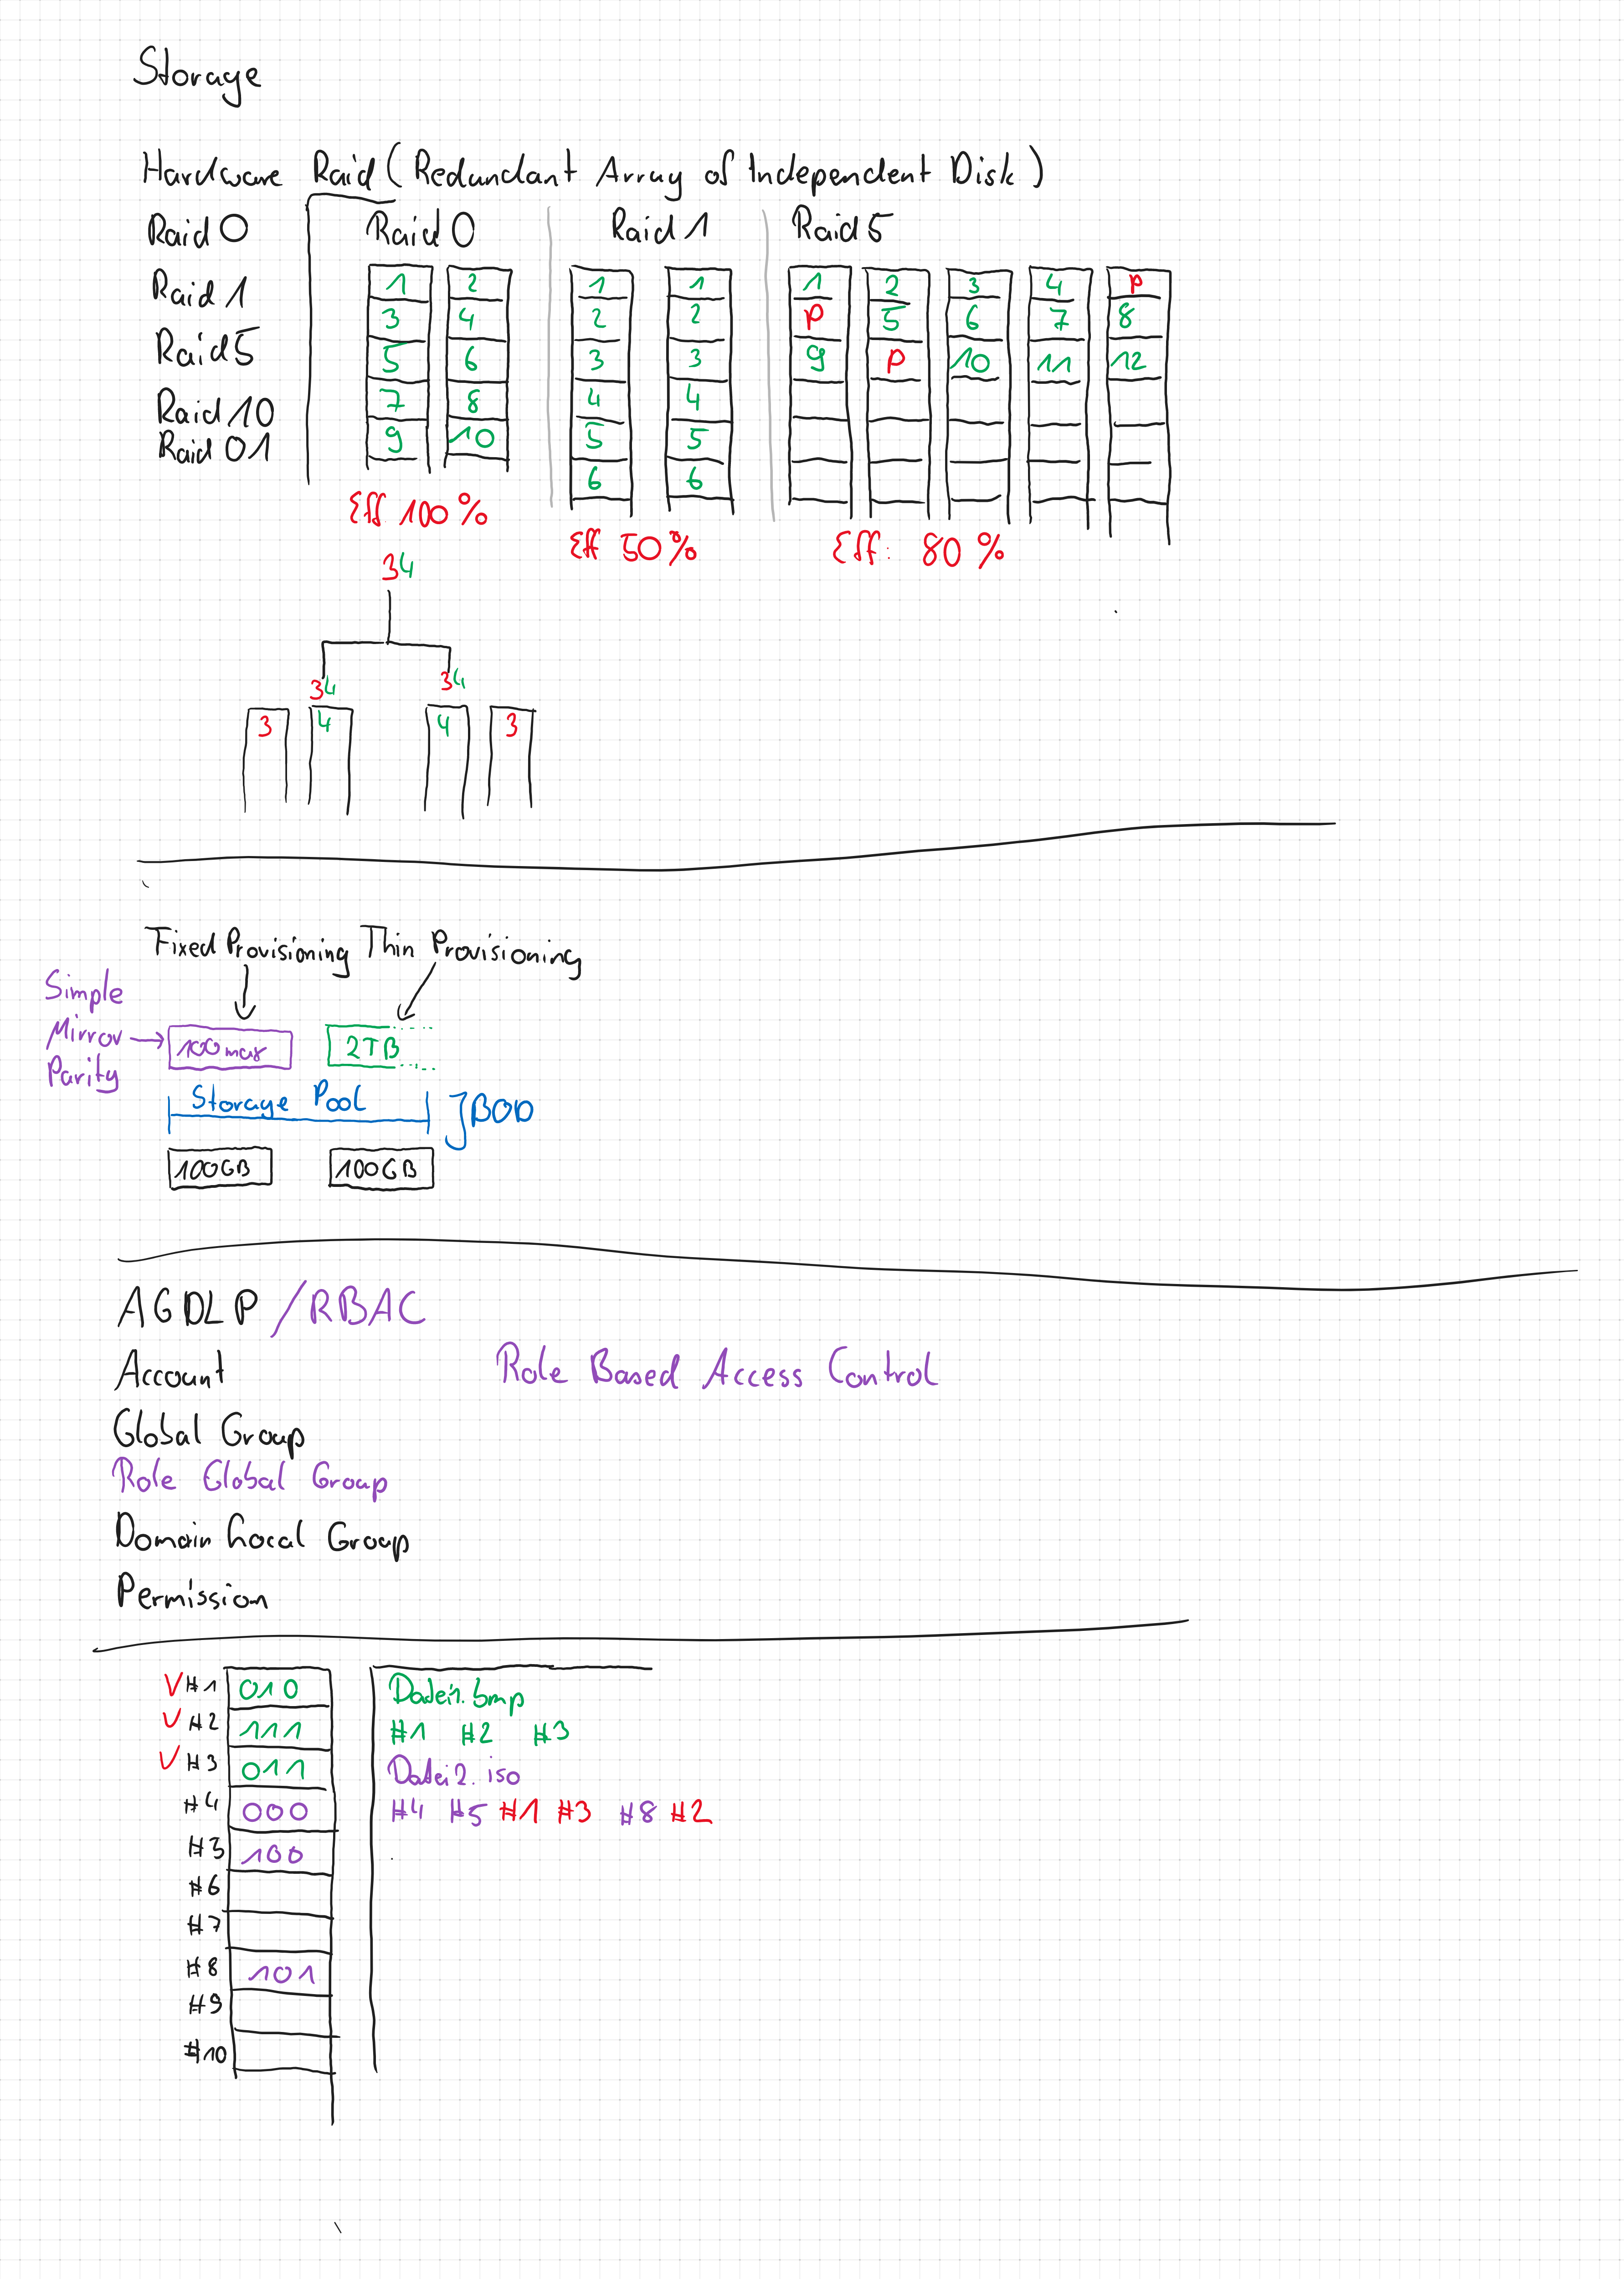 Storage
Hardware Raid (Redundant Array of Independent Disk)
Raid 0 Raid 0 Raid 1 Raid 5
Raid 1
Raid 5
Raid 10
Raid 01
1 2 1 1 1 2 3 4 P
3 4 2 2 P 5 6 7 8
5 6 3 3 9 P 10 11 12
7 8 4 4
9 10 5 5
6 6
Eff 100 % Eff 50 % Eff: 80 %
34
34 34
3 4 4 3
Fixed Provisioning Thin Provisioning
Simple
Mirror
Parity
100 max 2TB
Storage Pool JBOD
100GB 100GB
AGDLP /RBAC
Account Role Based Access Control
Global Group
Role Global Group
Domain Local Group
Permission
V #1 010 Datei1.bmp
V #2 111 #1 #2 #3
V #3 011 Datei2.iso
#4 000 #4 #5 #1 #3 #8 #2
#3 100
#6
#7
#8 101
#9
#10